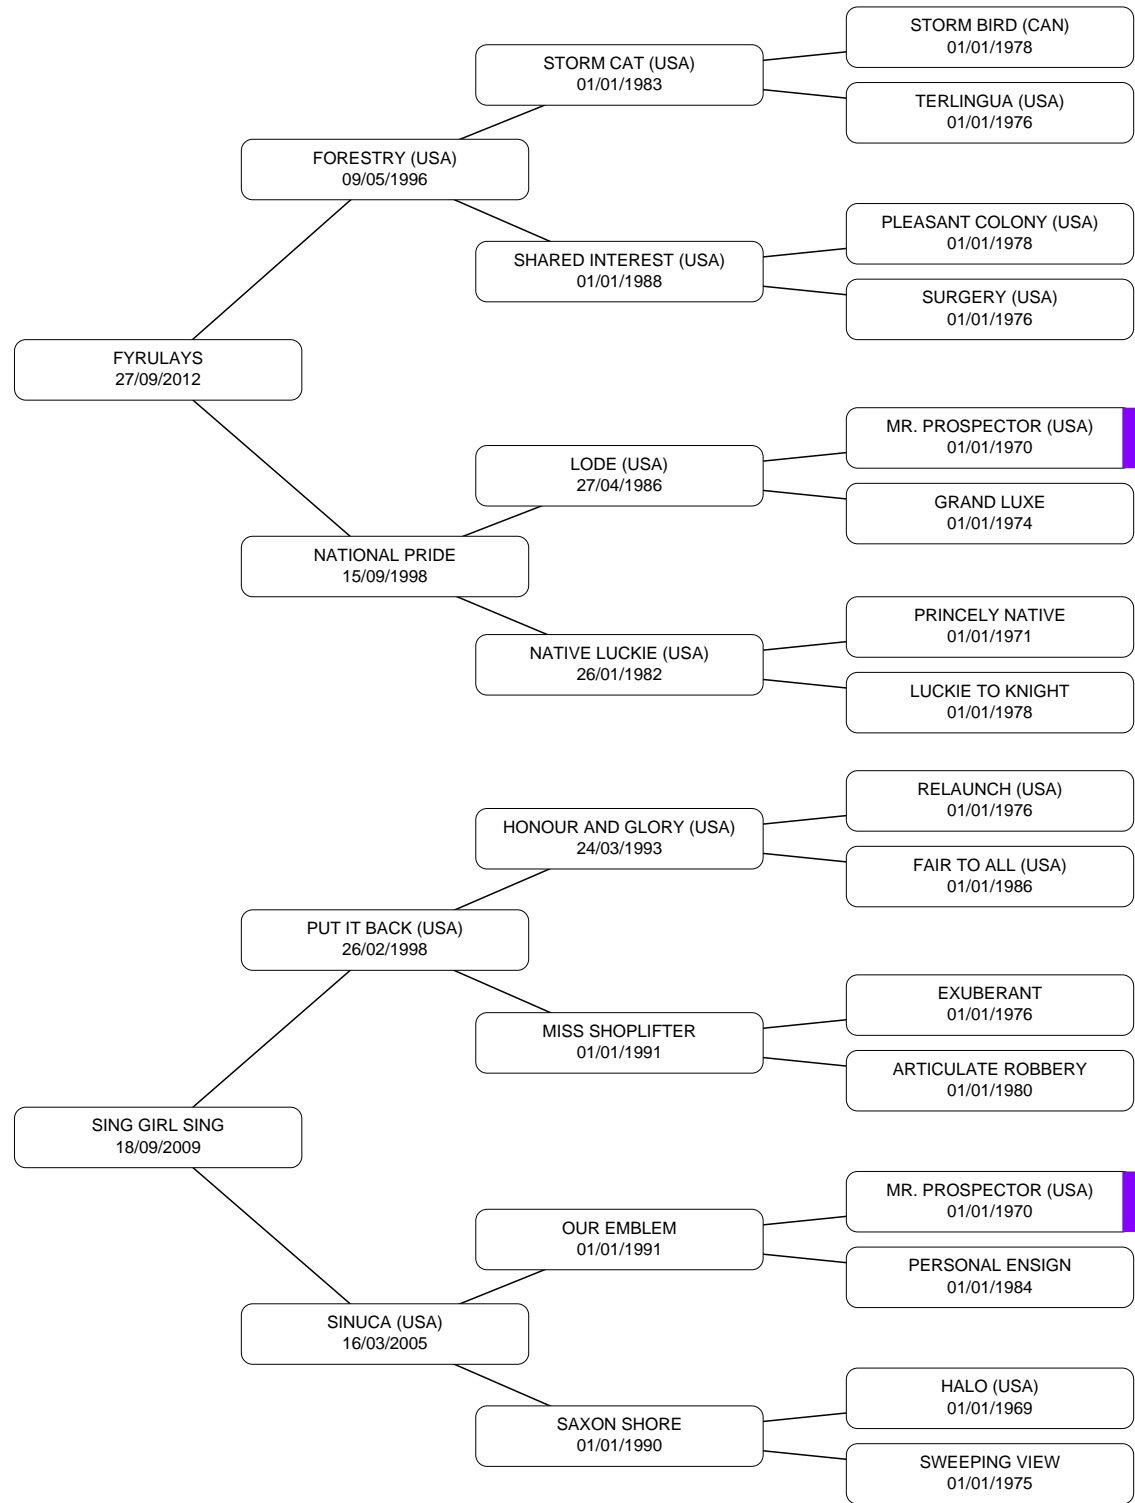 STORM BIRD (CAN)
01/01/1978
STORM CAT (USA)
01/01/1983
TERLINGUA (USA)
01/01/1976
FORESTRY (USA)
09/05/1996
PLEASANT COLONY (USA)
01/01/1978
SHARED INTEREST (USA)
01/01/1988
SURGERY (USA)
01/01/1976
FYRULAYS
27/09/2012
MR. PROSPECTOR (USA)
01/01/1970
LODE (USA)
27/04/1986
GRAND LUXE
01/01/1974
NATIONAL PRIDE
15/09/1998
PRINCELY NATIVE
01/01/1971
NATIVE LUCKIE (USA)
26/01/1982
LUCKIE TO KNIGHT
01/01/1978
RELAUNCH (USA)
01/01/1976
HONOUR AND GLORY (USA)
24/03/1993
FAIR TO ALL (USA)
01/01/1986
PUT IT BACK (USA)
26/02/1998
EXUBERANT
01/01/1976
MISS SHOPLIFTER
01/01/1991
ARTICULATE ROBBERY
01/01/1980
SING GIRL SING
18/09/2009
MR. PROSPECTOR (USA)
01/01/1970
OUR EMBLEM
01/01/1991
PERSONAL ENSIGN
01/01/1984
SINUCA (USA)
16/03/2005
HALO (USA)
01/01/1969
SAXON SHORE
01/01/1990
SWEEPING VIEW
01/01/1975